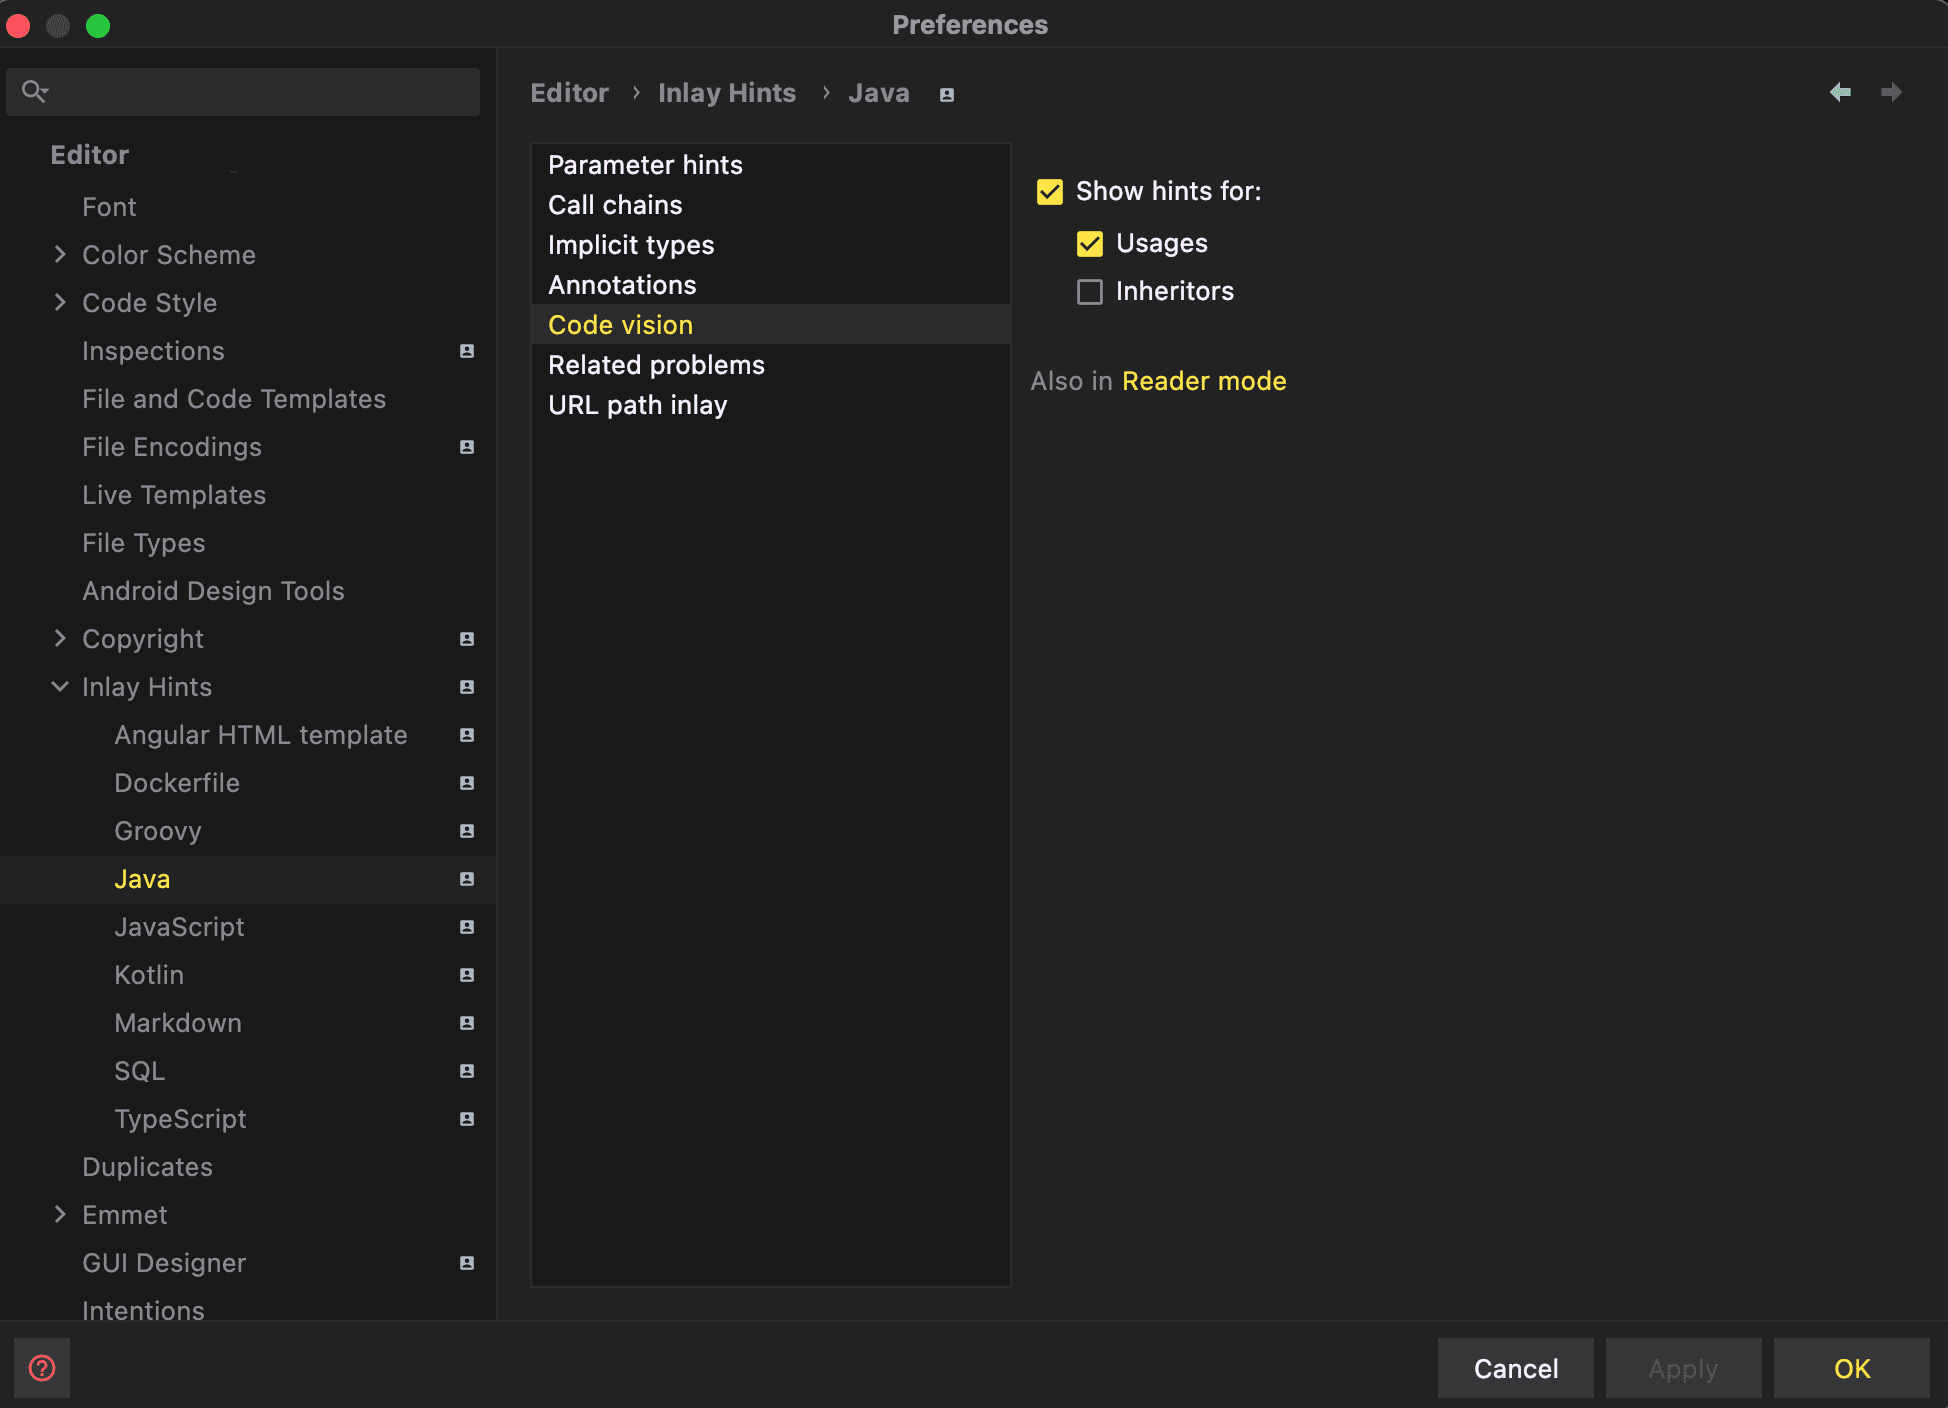 Preferences
Editor › Inlay Hints › Java
Editor
Font
Color Scheme
Code Style
Inspections
File and Code Templates
File Encodings
Live Templates
File Types
Android Design Tools
Copyright
Inlay Hints
Angular HTML template
Dockerfile
Groovy
Java
JavaScript
Kotlin
Markdown
SQL
TypeScript
Duplicates
Emmet
GUI Designer
Intentions
Parameter hints
Call chains
Implicit types
Annotations
Code vision
Related problems
URL path inlay
Show hints for:
Usages
Inheritors
Also in Reader mode
?
Cancel
Apply
OK